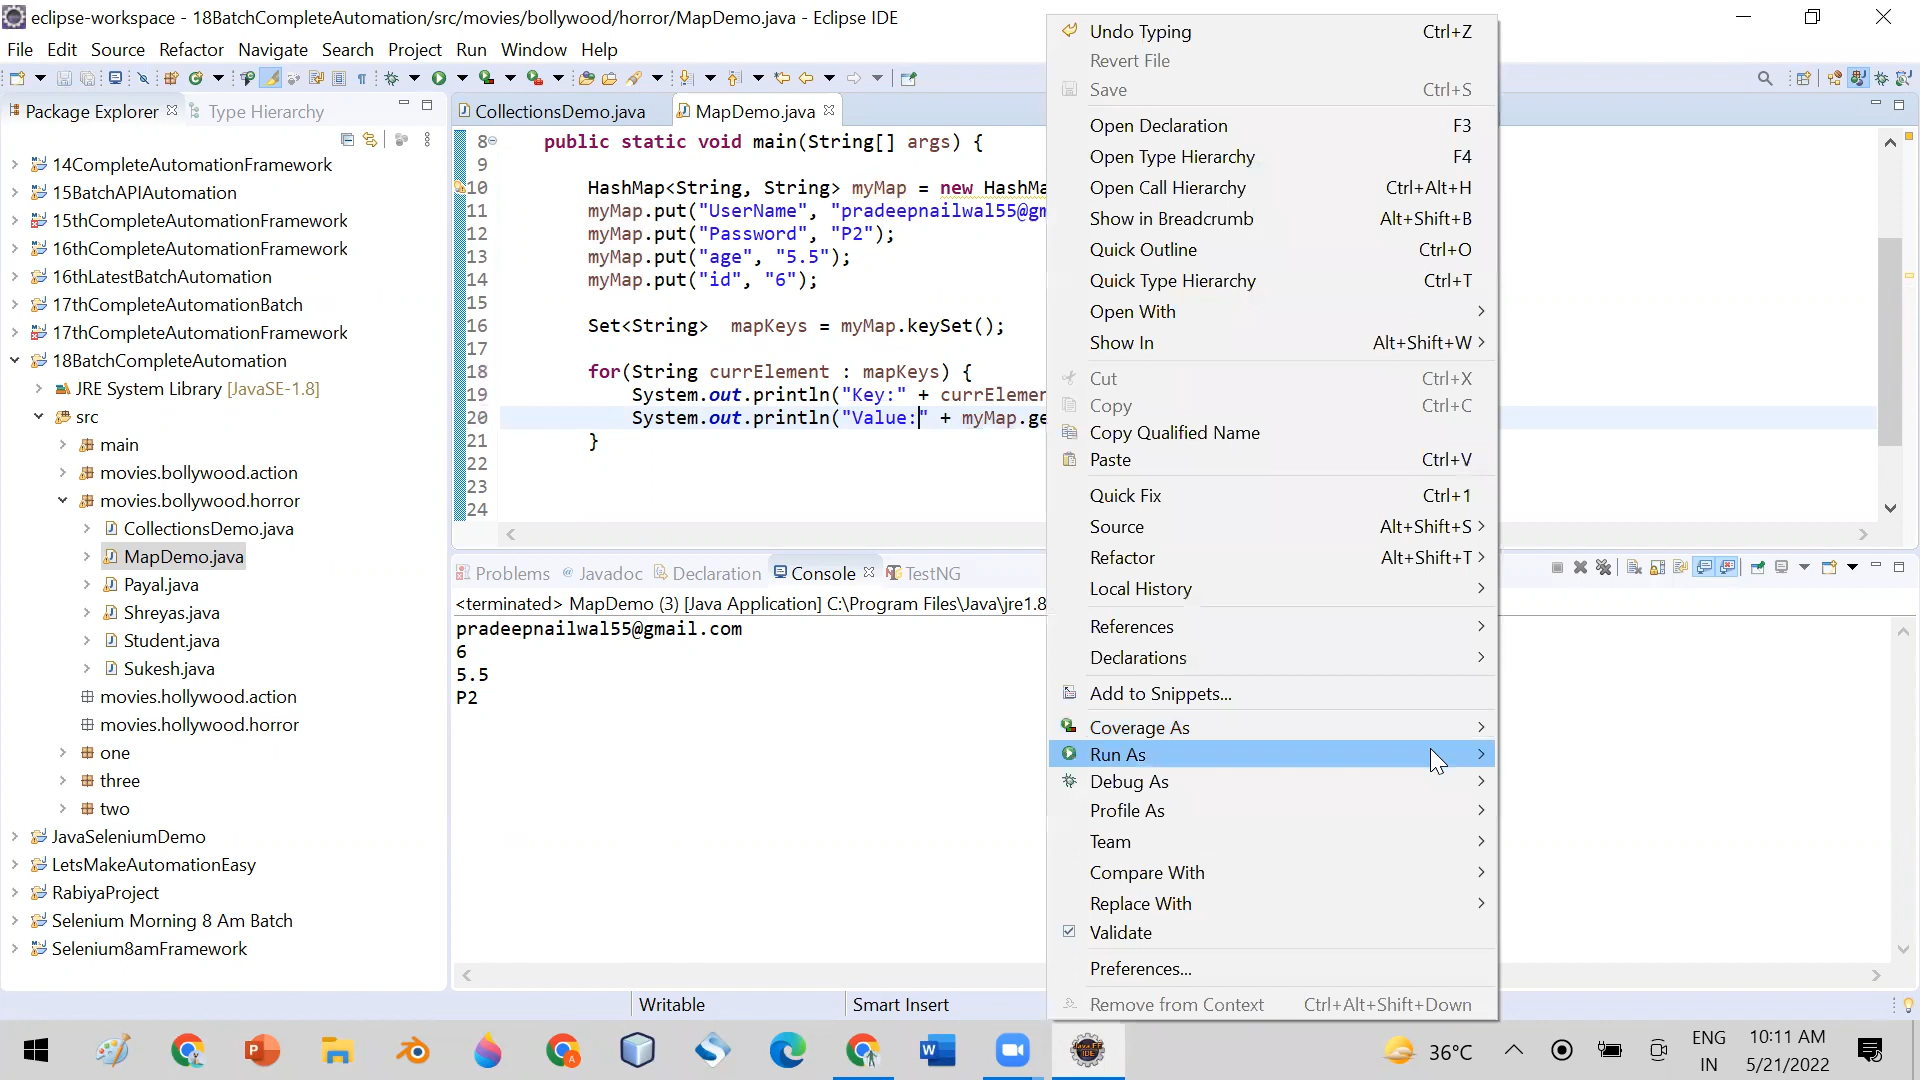 eclipse-workspace - 18BatchCompleteAutomation/src/movies/bollywood/horror/MapDemo.java - Eclipse IDE
File Edit Source Refactor Navigate Search Project Run Window Help
Package Explorer Type Hierarchy
14CompleteAutomationFramework
15BatchAPIAutomation
15thCompleteAutomationFramework
16thCompleteAutomationFramework
16thLatestBatchAutomation
17thCompleteAutomationBatch
17thCompleteAutomationFramework
18BatchCompleteAutomation
JRE System Library [JavaSE-1.8]
src
main
movies.bollywood.action
movies.bollywood.horror
CollectionsDemo.java
MapDemo.java
Payal.java
Shreyas.java
Student.java
Sukesh.java
movies.hollywood.action
movies.hollywood.horror
one
three
two
JavaSeleniumDemo
LetsMakeAutomationEasy
RabiyaProject
Selenium Morning 8 Am Batch
Selenium8amFramework
CollectionsDemo.java MapDemo.java
8 public static void main(String[] args) {
9
10 HashMap<String, String> myMap = new HashMa
11 myMap.put("UserName", "pradeepnailwal55@gm
12 myMap.put("Password", "P2");
13 myMap.put("age", "5.5");
14 myMap.put("id", "6");
15
16 Set<String> mapKeys = myMap.keySet();
17
18 for(String currElement : mapKeys) {
19 System.out.println("Key:" + currElemen
20 System.out.println("Value:" + myMap.ge
21 }
22
23
24
Problems Javadoc Declaration Console TestNG
<terminated> MapDemo (3) [Java Application] C:\Program Files\Java\jre1.8
pradeepnailwal55@gmail.com
6
5.5
P2
Writable Smart Insert
Undo Typing Ctrl+Z
Revert File
Save Ctrl+S
Open Declaration F3
Open Type Hierarchy F4
Open Call Hierarchy Ctrl+Alt+H
Show in Breadcrumb Alt+Shift+B
Quick Outline Ctrl+O
Quick Type Hierarchy Ctrl+T
Open With
Show In Alt+Shift+W
Cut Ctrl+X
Copy Ctrl+C
Copy Qualified Name
Paste Ctrl+V
Quick Fix Ctrl+1
Source Alt+Shift+S
Refactor Alt+Shift+T
Local History
References
Declarations
Add to Snippets...
Coverage As
Run As
Debug As
Profile As
Team
Compare With
Replace With
Validate
Preferences...
Remove from Context Ctrl+Alt+Shift+Down
36°C
ENG
IN
10:11 AM
5/21/2022